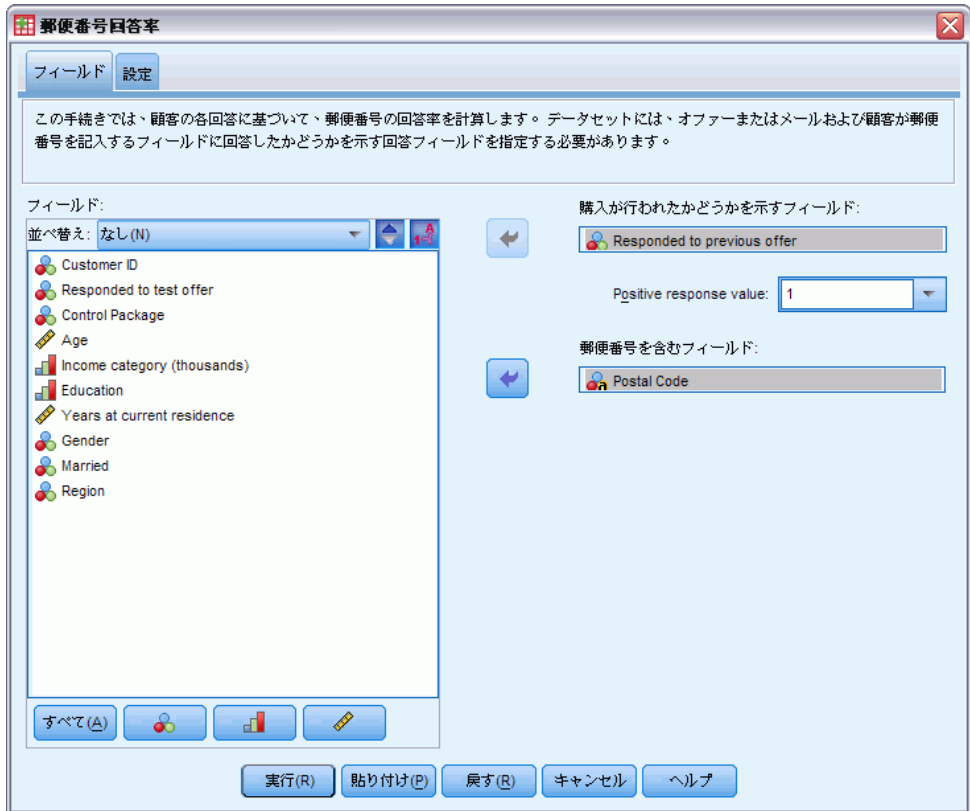 郵便番号回答率
フィールド 設定
この手続きでは、顧客の各回答に基づいて、郵便番号の回答率を計算します。データセットには、オファーまたはメールおよび顧客が郵便
番号を記入するフィールドに回答したかどうかを示す回答フィールドを指定する必要があります。
フィールド:
並べ替え: なし(N)
Customer ID
Responded to test offer
Control Package
Age
Income category (thousands)
Education
Years at current residence
Gender
Married
Region
すべて(A)
購入が行われたかどうかを示すフィールド:
Responded to previous offer
Positive response value: 1
郵便番号を含むフィールド:
Postal Code
実行(R) 貼り付け(P) 戻す(R) キャンセル ヘルプ